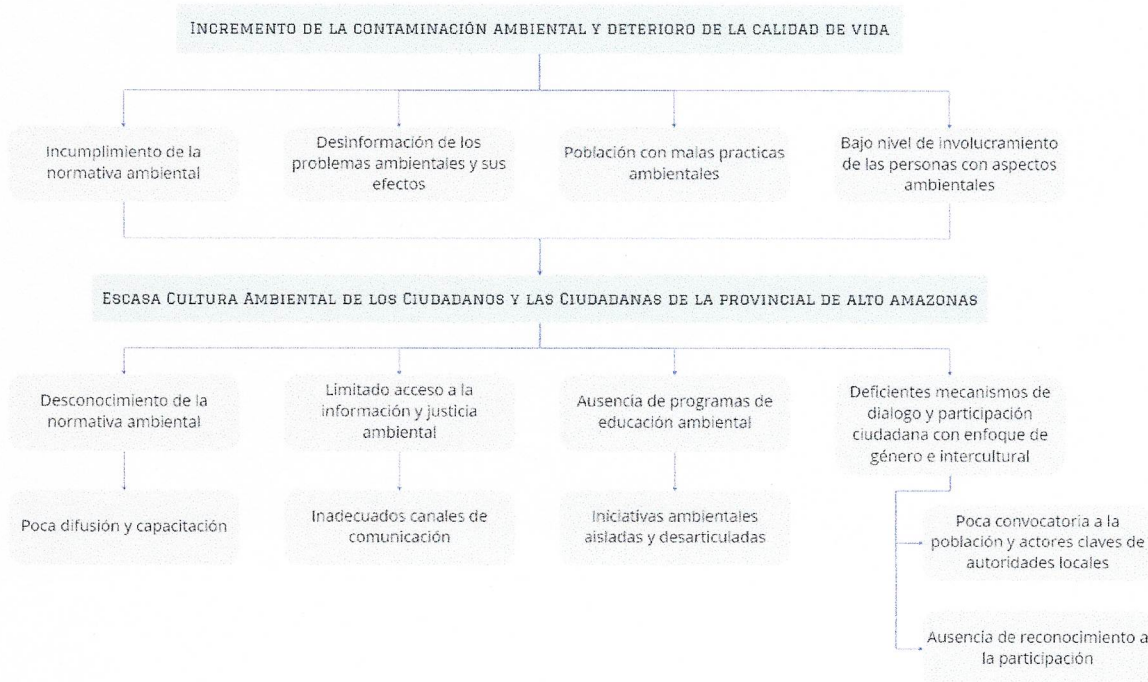 INCREMENTO DE LA CONTAMINACIÓN AMBIENTAL Y DETERIORO DE LA CALIDAD DE VIDA
Incumplimiento de la
normativa ambiental
Desinformación de los
problemas ambientales y sus
efectos
Población con malas practicas
ambientales
Bajo nivel de involucramiento
de las personas con aspectos
ambientales
ESCASA CULTURA AMBIENTAL DE LOS CIUDADANOS Y LAS CIUDADANAS DE LA PROVINCIAL DE ALTO AMAZONAS
Desconocimiento de la
normativa ambiental
Limitado acceso a la
información y justicia
ambiental
Ausencia de programas de
educación ambiental
Deficientes mecanismos de
dialogo y participación
ciudadana con enfoque de
género e intercultural
Poca difusión y capacitación
Inadecuados canales de
comunicación
Iniciativas ambientales
aisladas y desarticuladas
Poca convocatoria a la
población y actores claves de
autoridades locales
Ausencia de reconocimiento a
la participación